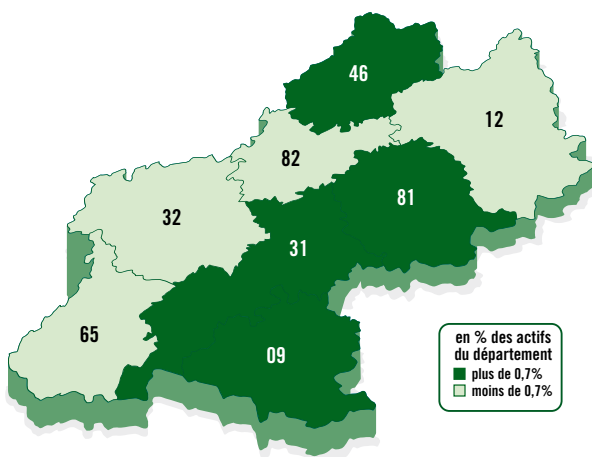 46
12
82
81
32
31
65
09
en % des actifs
du département
plus de 0,7%
moins de 0,7%